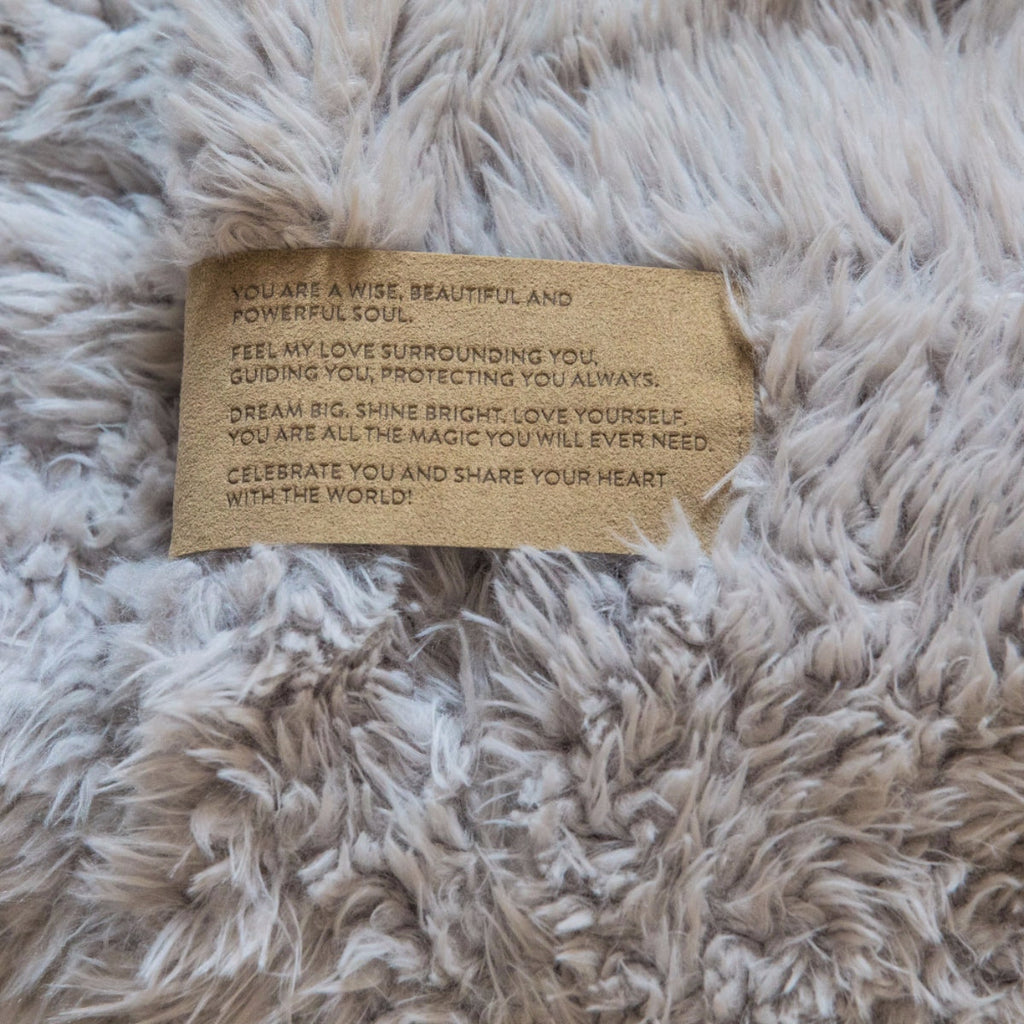 YOU ARE A WISE, BEAUTIFUL AND
POWERFUL SOUL.
FEEL MY LOVE SURROUNDING YOU,
GUIDING YOU, PROTECTING YOU ALWAYS.
DREAM BIG. SHINE BRIGHT. LOVE YOURSELF.
YOU ARE ALL THE MAGIC YOU WILL EVER NEED.
CELEBRATE YOU AND SHARE YOUR HEART
WITH THE WORLD!